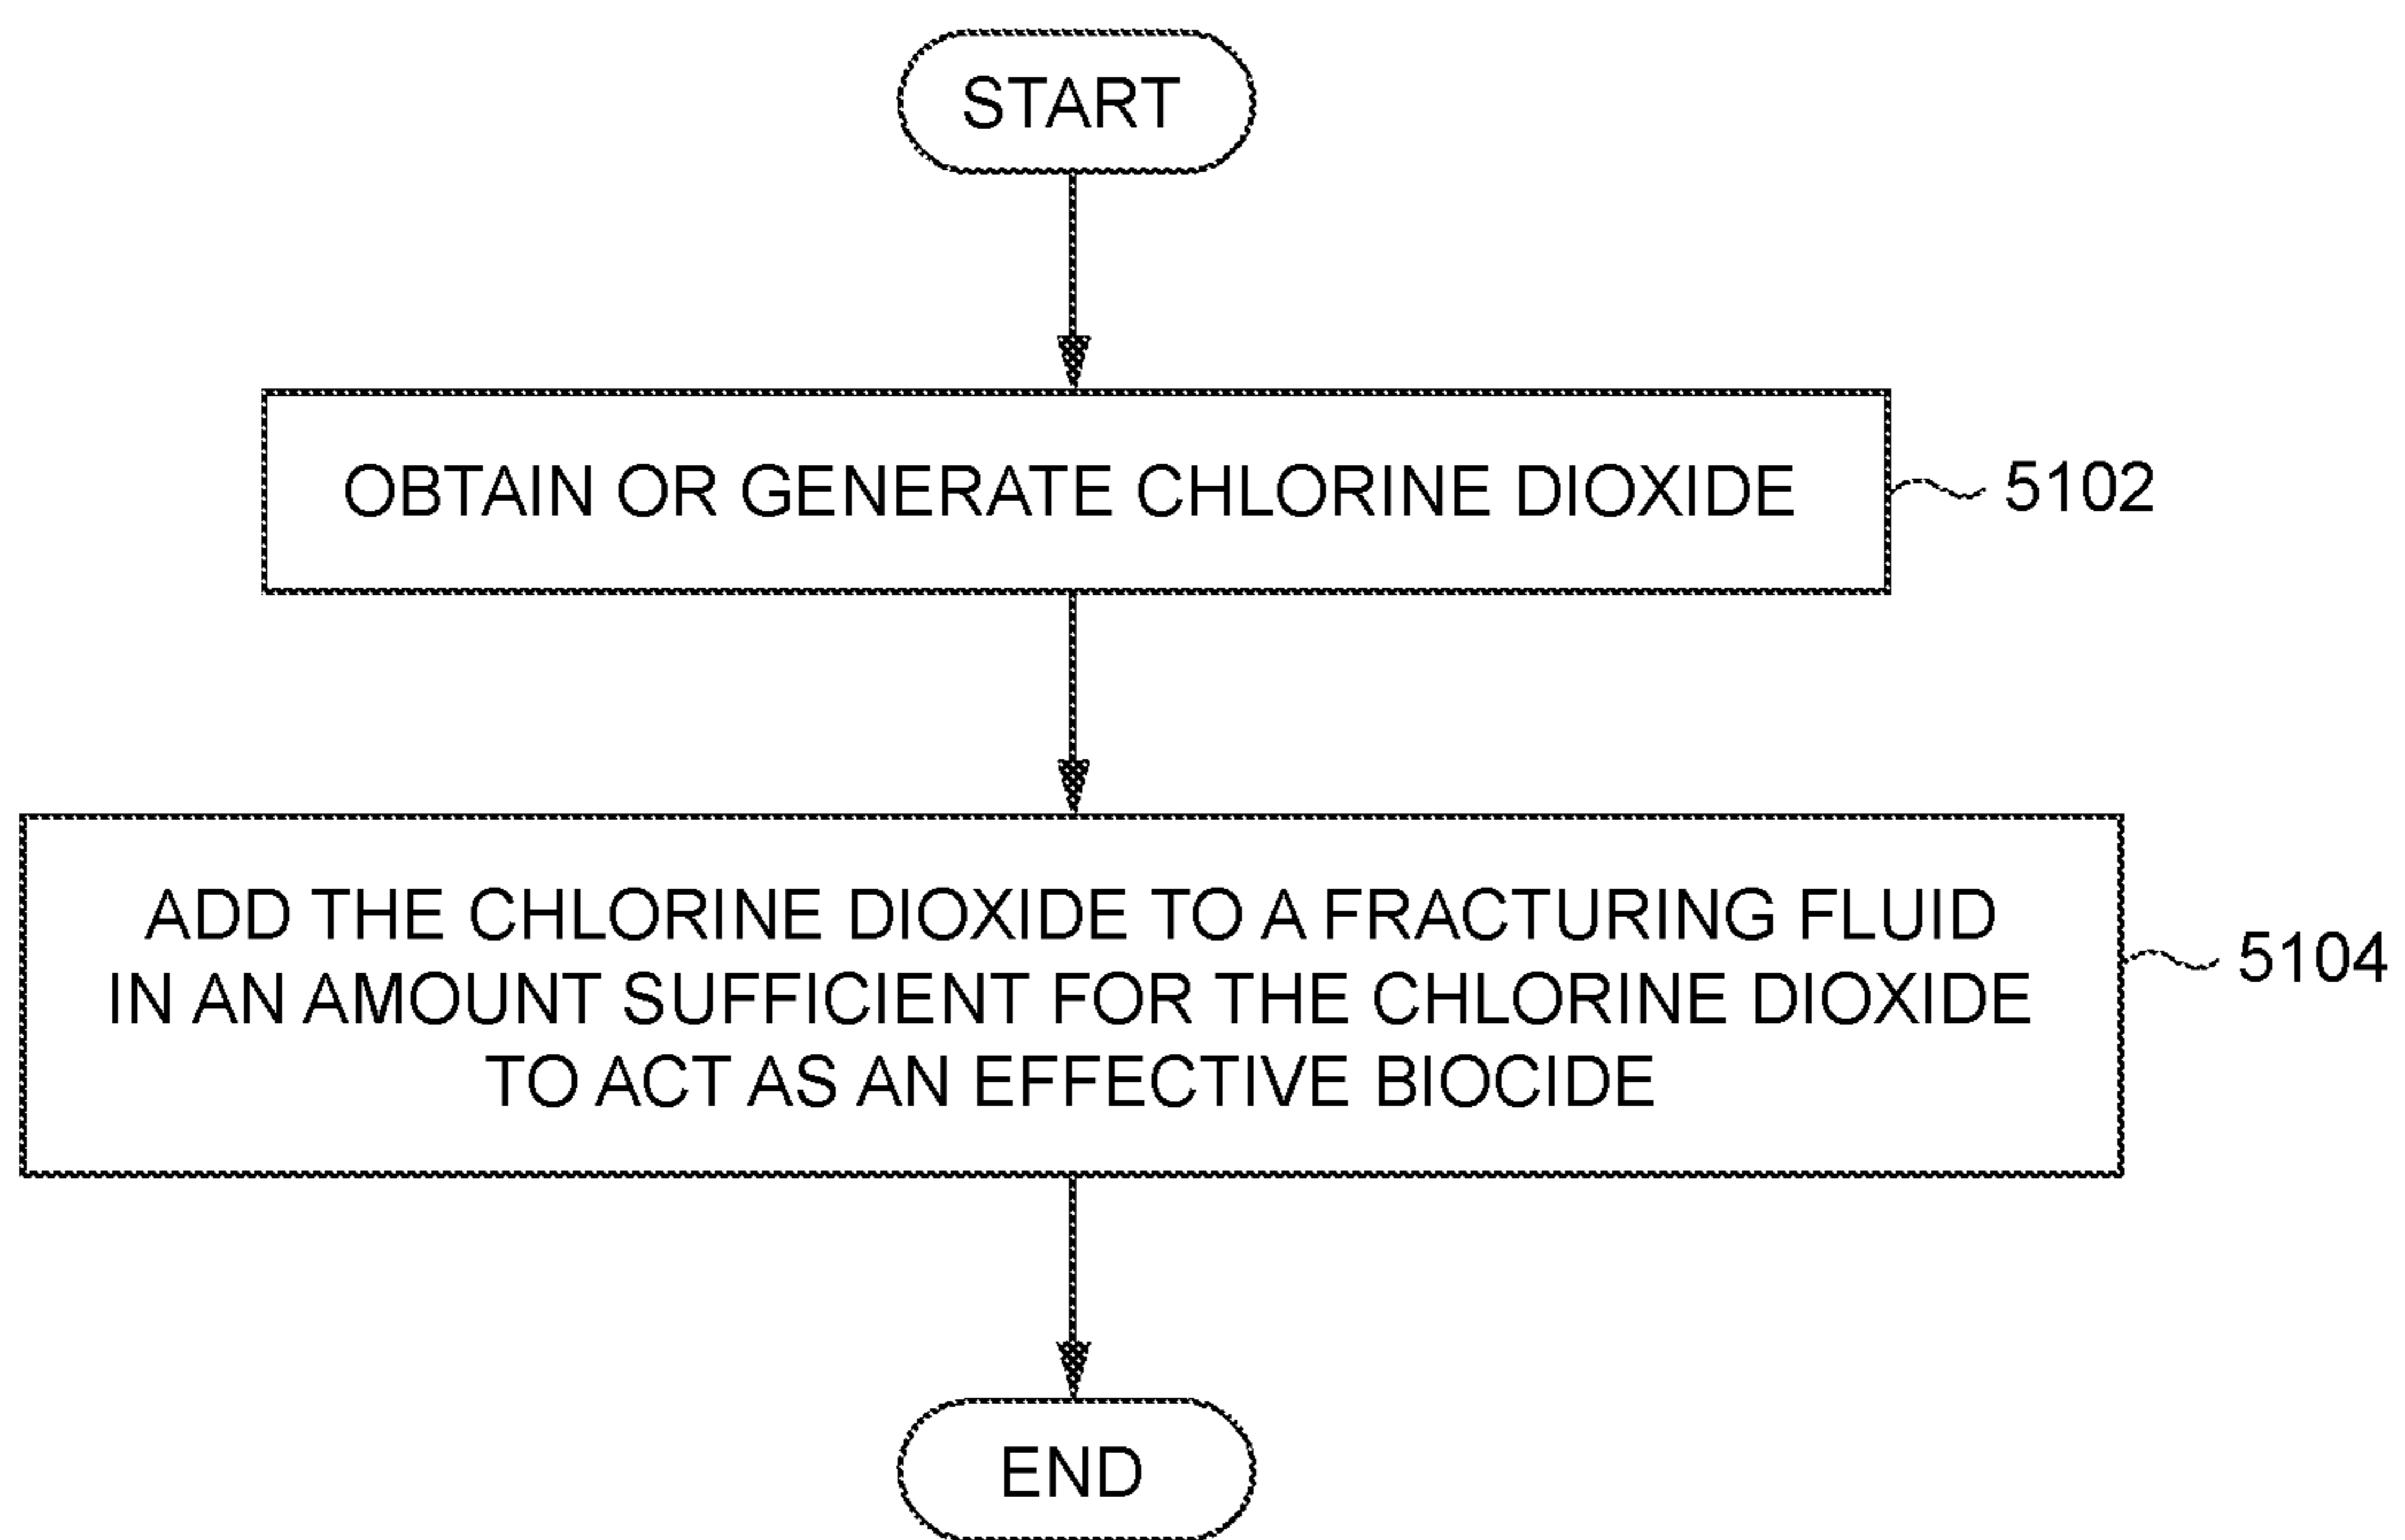 START
OBTAIN OR GENERATE CHLORINE DIOXIDE
5102
ADD THE CHLORINE DIOXIDE TO A FRACTURING FLUID
IN AN AMOUNT SUFFICIENT FOR THE CHLORINE DIOXIDE
TO ACT AS AN EFFECTIVE BIOCIDE
5104
END